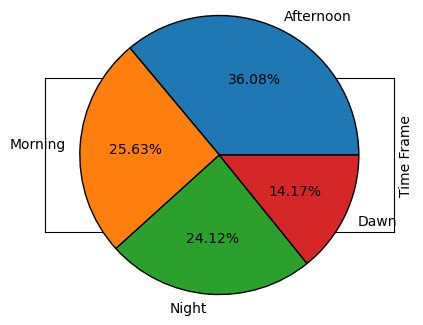 Afternoon
36.08%
Morning
25.63%
14.17%
Time Frame
Dawn
24.12%
Night